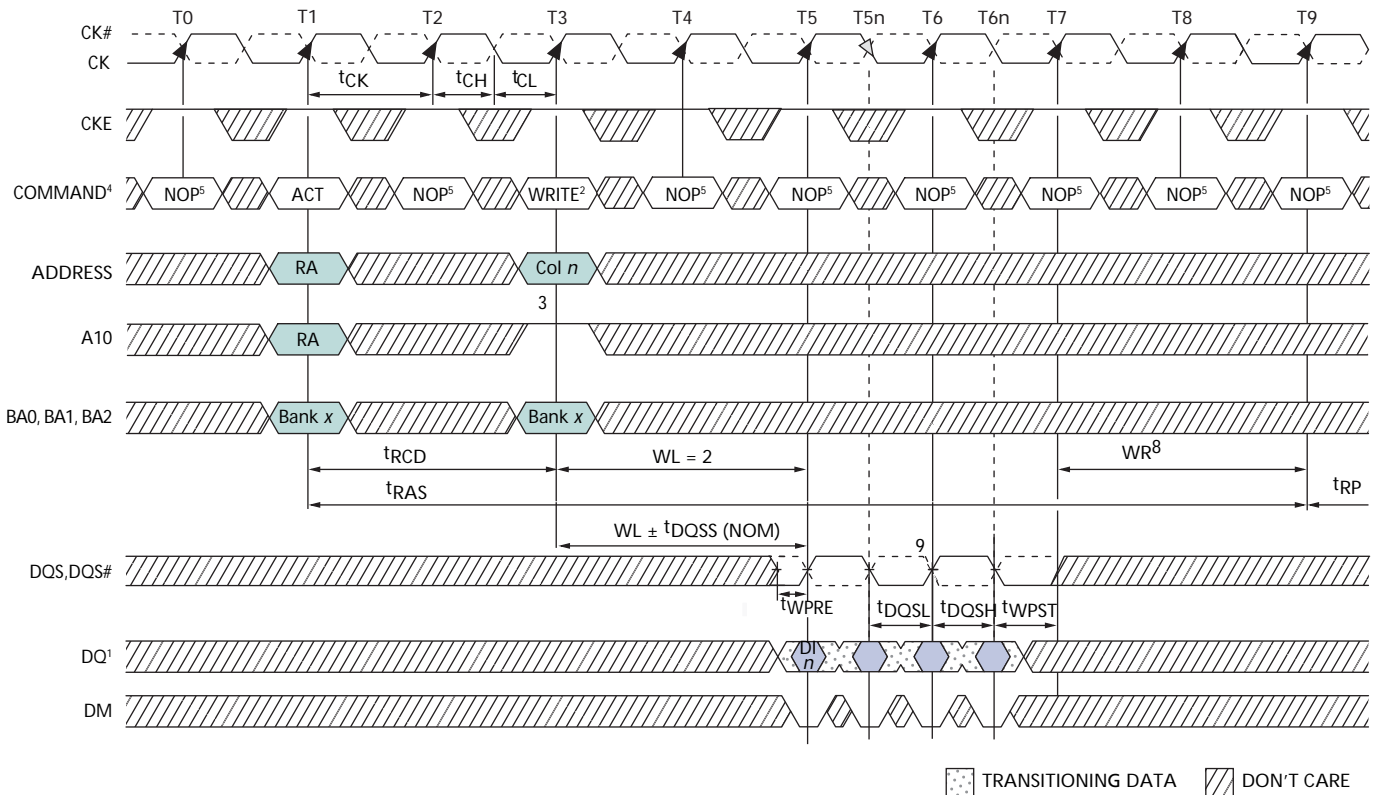 T0 T1 T2 T3 T4 T5 T5n T6 T6n T7 T8 T9
CK#
CK
tCK tCH tCL
CKE
COMMAND⁴ NOP⁵ ACT NOP⁵ WRITE² NOP⁵ NOP⁵ NOP⁵ NOP⁵ NOP⁵ NOP⁵
ADDRESS RA Col n
3
A10 RA
BA0, BA1, BA2 Bank x Bank x
tRCD WL = 2 WR⁸
tRAS tRP
WL ± tDQSS (NOM)
9
DQS,DQS#
tWPRE tDQSL tDQSH tWPST
DQ¹ DI
n
DM
TRANSITIONING DATA DON'T CARE